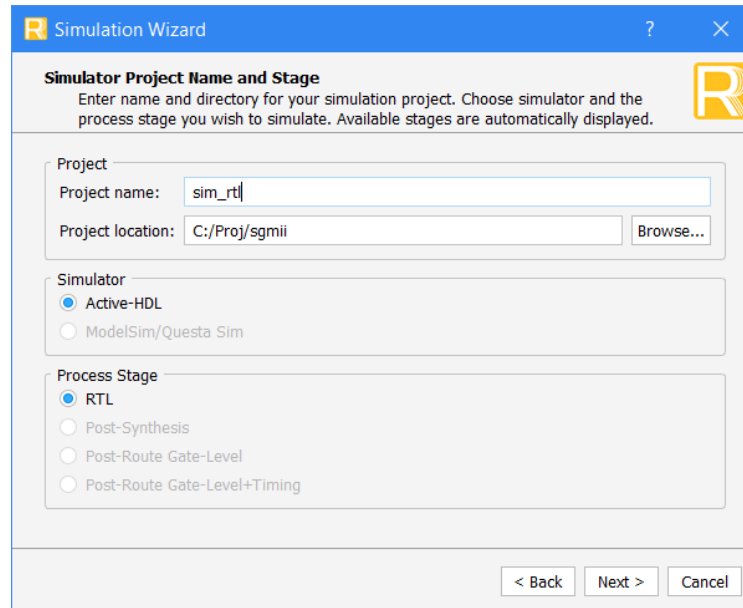 Simulation Wizard
?
Simulator Project Name and Stage
Enter name and directory for your simulation project. Choose simulator and the
process stage you wish to simulate. Available stages are automatically displayed.
Project
Project name: sim_rtl
Project location: C:/Proj/sgmii Browse...
Simulator
Active-HDL
ModelSim/Questa Sim
Process Stage
RTL
Post-Synthesis
Post-Route Gate-Level
Post-Route Gate-Level+Timing
< Back Next > Cancel